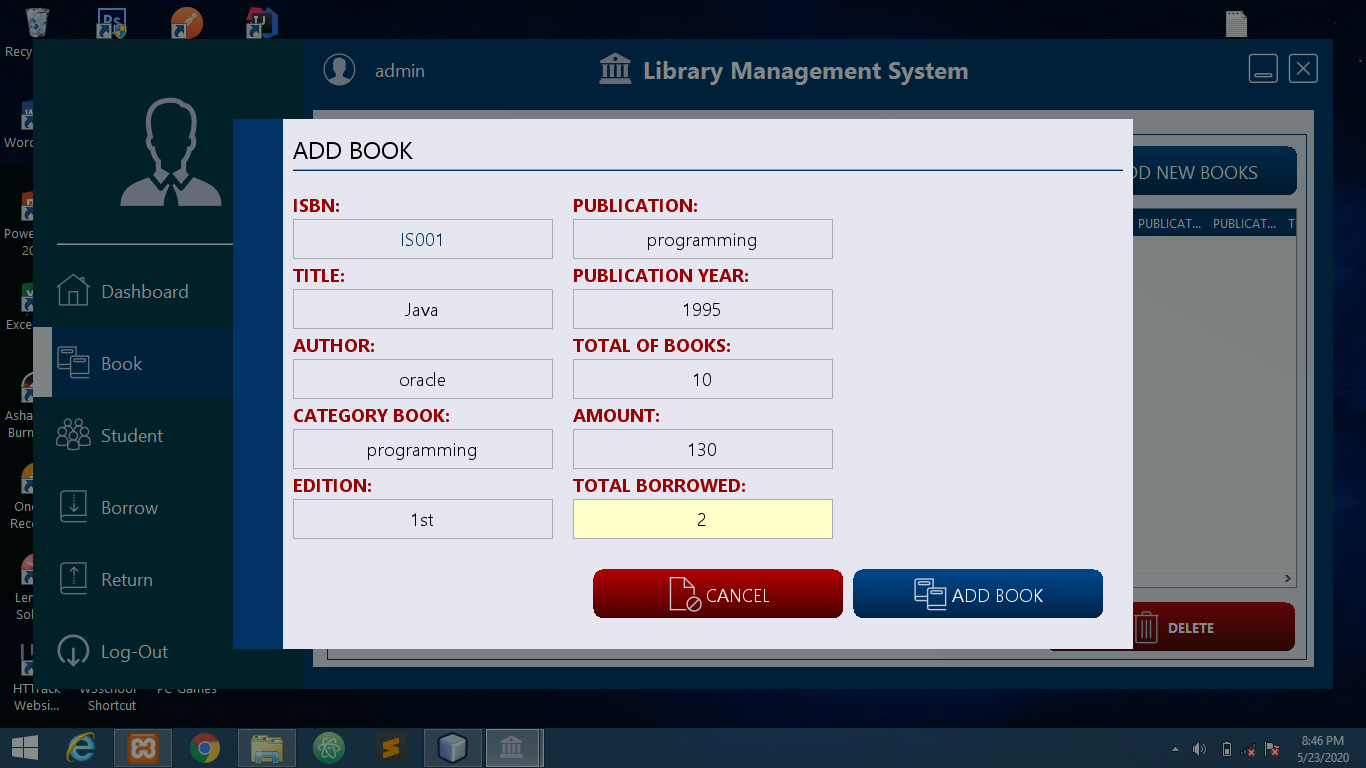 Recy
Word
Powe
20
Exce
Asha
Burn
One
Rec
Len
Sol
HTTrack
Websi...
W3school
Shortcut
PC Games
admin
Library Management System
Dashboard
Book
Student
Borrow
Return
Log-Out
DD NEW BOOKS
PUBLICAT... PUBLICAT... T
DELETE
ADD BOOK
ISBN:
IS001
TITLE:
Java
AUTHOR:
oracle
CATEGORY BOOK:
programming
EDITION:
1st
PUBLICATION:
programming
PUBLICATION YEAR:
1995
TOTAL OF BOOKS:
10
AMOUNT:
130
TOTAL BORROWED:
2
CANCEL
ADD BOOK
8:46 PM
5/23/2020